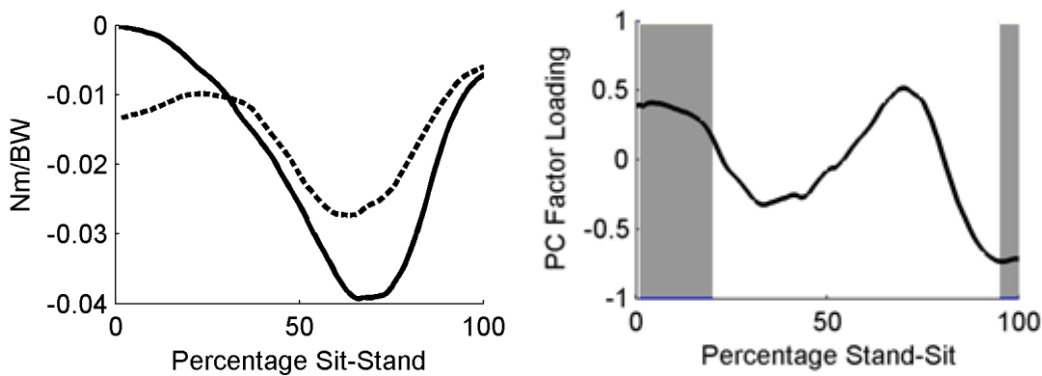 0
-0.01
-0.02
-0.03
-0.04
Nm/BW
0 50 100
Percentage Sit-Stand
1
0.5
0
-0.5
-1
PC Factor Loading
0 50 100
Percentage Stand-Sit